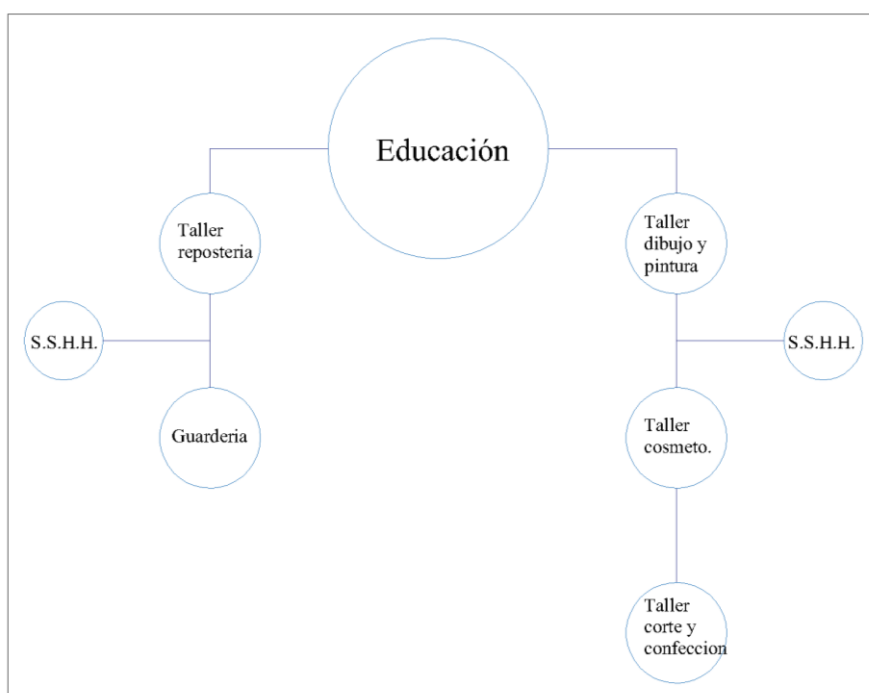 Educación
Taller
reposteria
Taller
dibujo y
pintura
S.S.H.H.
S.S.H.H.
Guarderia
Taller
cosmeto.
Taller
corte y
confeccion